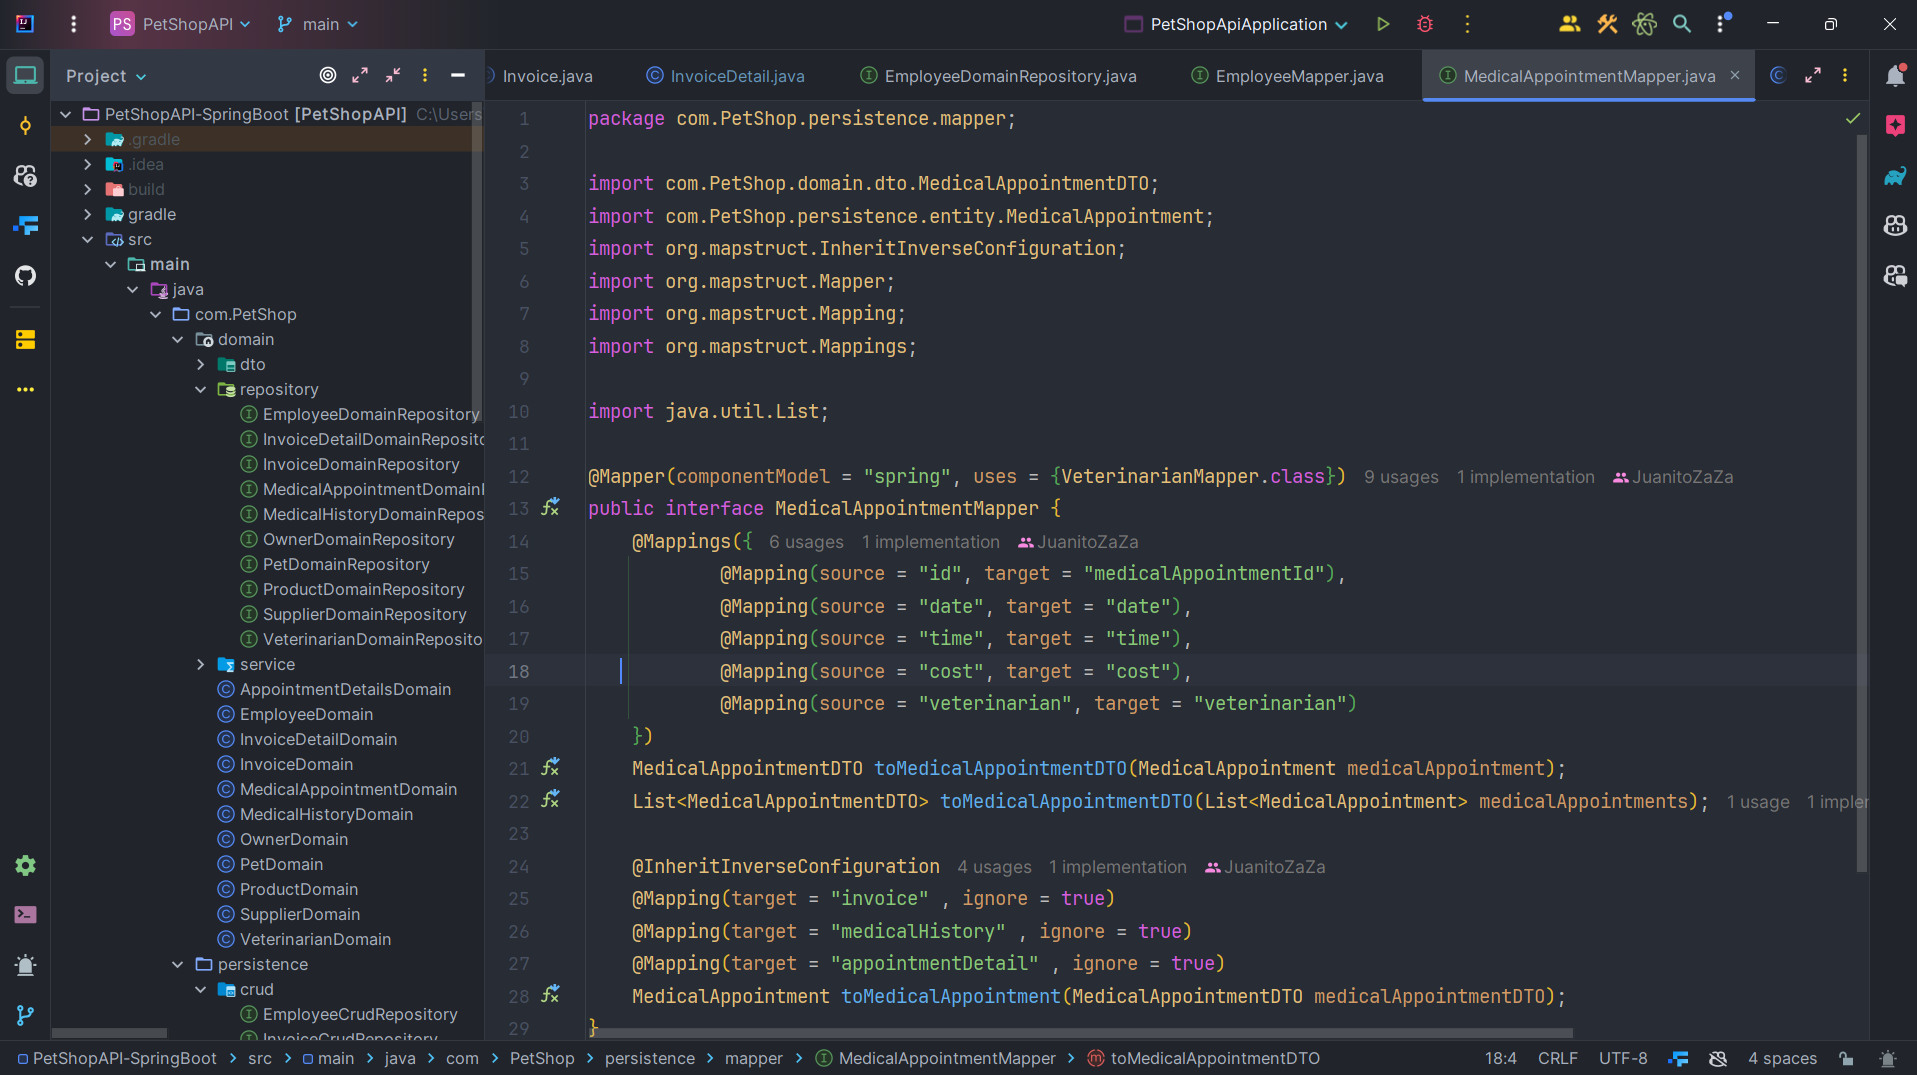 PS PetShopAPI main PetShopApiApplication
Project
Invoice.java InvoiceDetail.java EmployeeDomainRepository.java EmployeeMapper.java MedicalAppointmentMapper.java
PetShopAPI-SpringBoot [PetShopAPI] C:\Users
.gradle
.idea
build
gradle
src
main
java
com.PetShop
domain
dto
repository
EmployeeDomainRepository
InvoiceDetailDomainReposito
InvoiceDomainRepository
MedicalAppointmentDomain
MedicalHistoryDomainRepos
OwnerDomainRepository
PetDomainRepository
ProductDomainRepository
SupplierDomainRepository
VeterinarianDomainReposito
service
AppointmentDetailsDomain
EmployeeDomain
InvoiceDetailDomain
InvoiceDomain
MedicalAppointmentDomain
MedicalHistoryDomain
OwnerDomain
PetDomain
ProductDomain
SupplierDomain
VeterinarianDomain
persistence
crud
EmployeeCrudRepository
InvoiceCrudRepository
1 package com.PetShop.persistence.mapper;
2
3 import com.PetShop.domain.dto.MedicalAppointmentDTO;
4 import com.PetShop.persistence.entity.MedicalAppointment;
5 import org.mapstruct.InheritInverseConfiguration;
6 import org.mapstruct.Mapper;
7 import org.mapstruct.Mapping;
8 import org.mapstruct.Mappings;
9
10 import java.util.List;
11
12 @Mapper(componentModel = "spring", uses = {VeterinarianMapper.class}) 9 usages 1 implementation JuanitoZaZa
13 public interface MedicalAppointmentMapper {
14 @Mappings({ 6 usages 1 implementation JuanitoZaZa
15 @Mapping(source = "id", target = "medicalAppointmentId"),
16 @Mapping(source = "date", target = "date"),
17 @Mapping(source = "time", target = "time"),
18 @Mapping(source = "cost", target = "cost"),
19 @Mapping(source = "veterinarian", target = "veterinarian")
20 })
21 MedicalAppointmentDTO toMedicalAppointmentDTO(MedicalAppointment medicalAppointment);
22 List<MedicalAppointmentDTO> toMedicalAppointmentDTO(List<MedicalAppointment> medicalAppointments); 1 usage 1 imple
23
24 @InheritInverseConfiguration 4 usages 1 implementation JuanitoZaZa
25 @Mapping(target = "invoice" , ignore = true)
26 @Mapping(target = "medicalHistory" , ignore = true)
27 @Mapping(target = "appointmentDetail" , ignore = true)
28 MedicalAppointment toMedicalAppointment(MedicalAppointmentDTO medicalAppointmentDTO);
29 }
PetShopAPI-SpringBoot > src > main > java > com > PetShop > persistence > mapper > MedicalAppointmentMapper > toMedicalAppointmentDTO 18:4 CRLF UTF-8 4 spaces